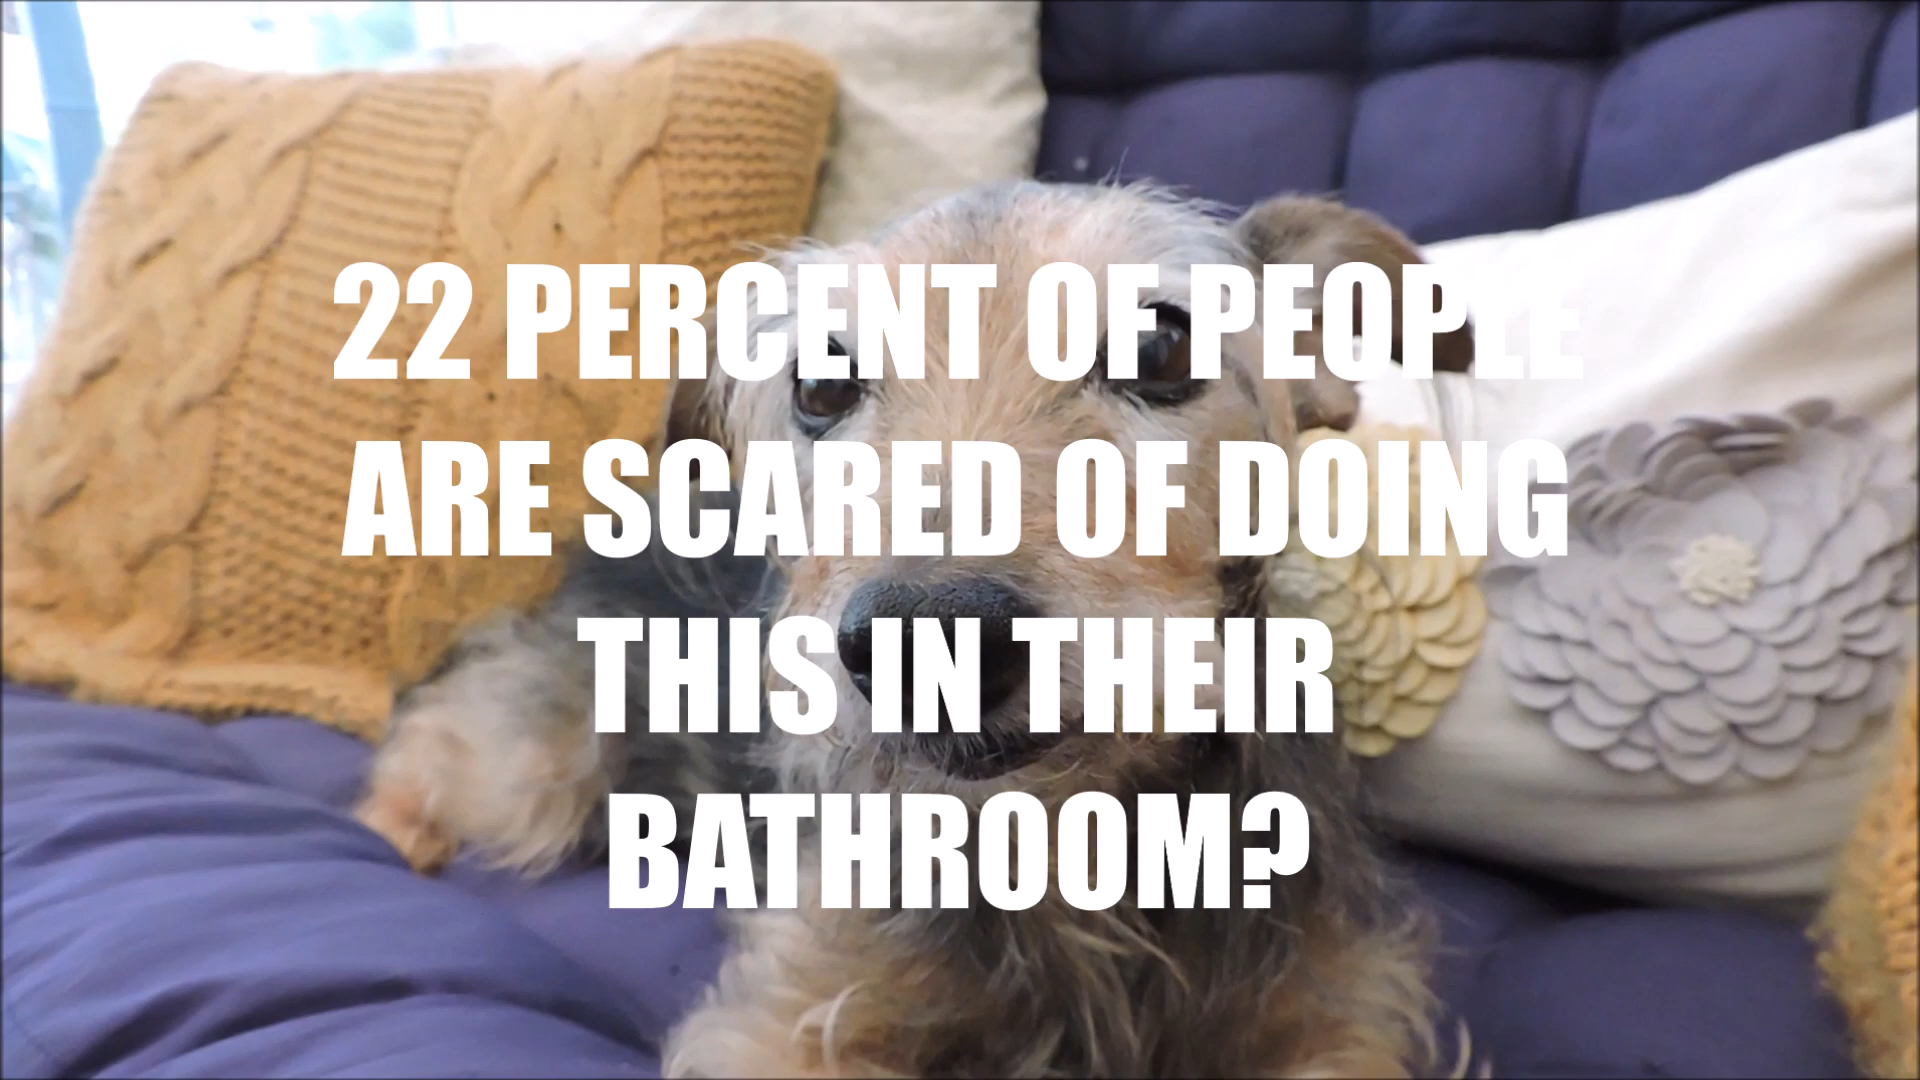 22 PERCENT OF PEOPLE
ARE SCARED OF DOING
THIS IN THEIR
BATHROOM?